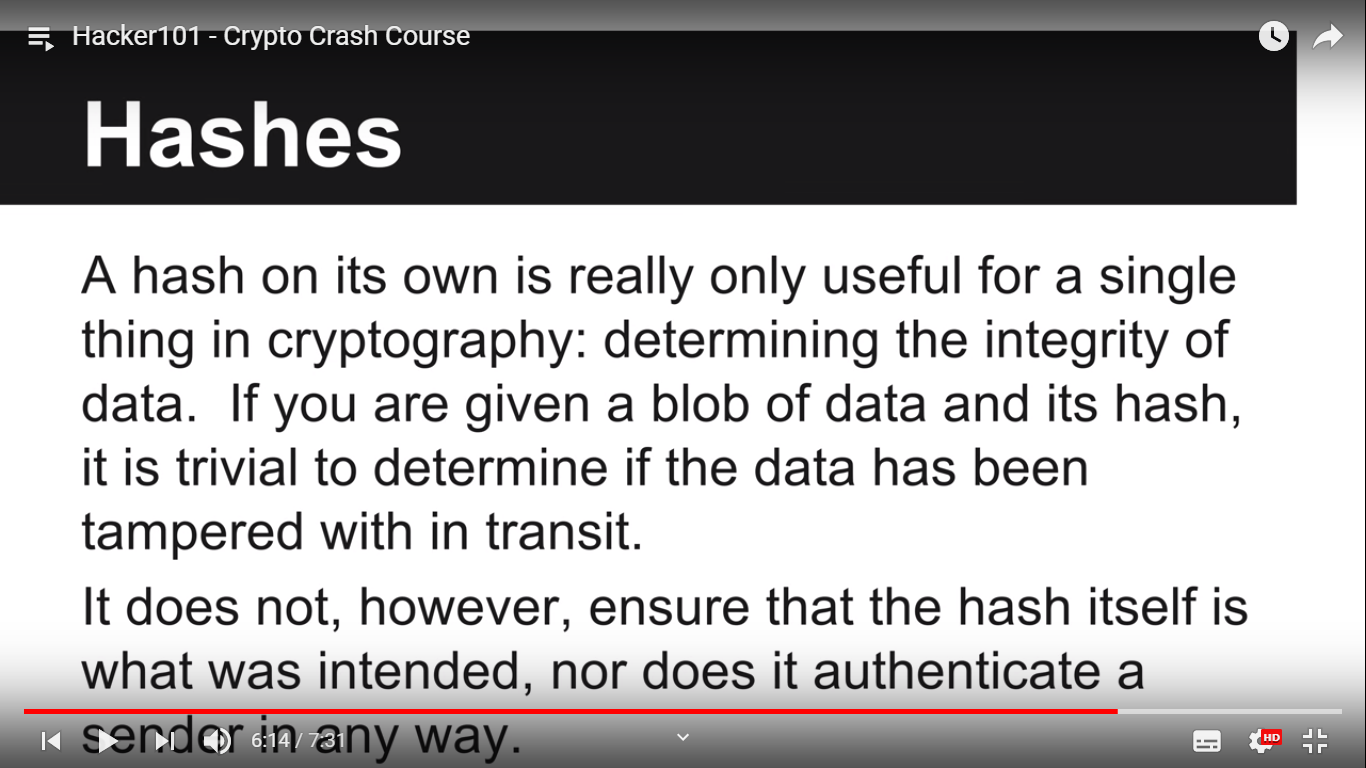 Hacker101 - Crypto Crash Course
Hashes
A hash on its own is really only useful for a single
thing in cryptography: determining the integrity of
data.  If you are given a blob of data and its hash,
it is trivial to determine if the data has been
tampered with in transit.
It does not, however, ensure that the hash itself is
what was intended, nor does it authenticate a
sender in any way.
6:14 / 7:31
HD